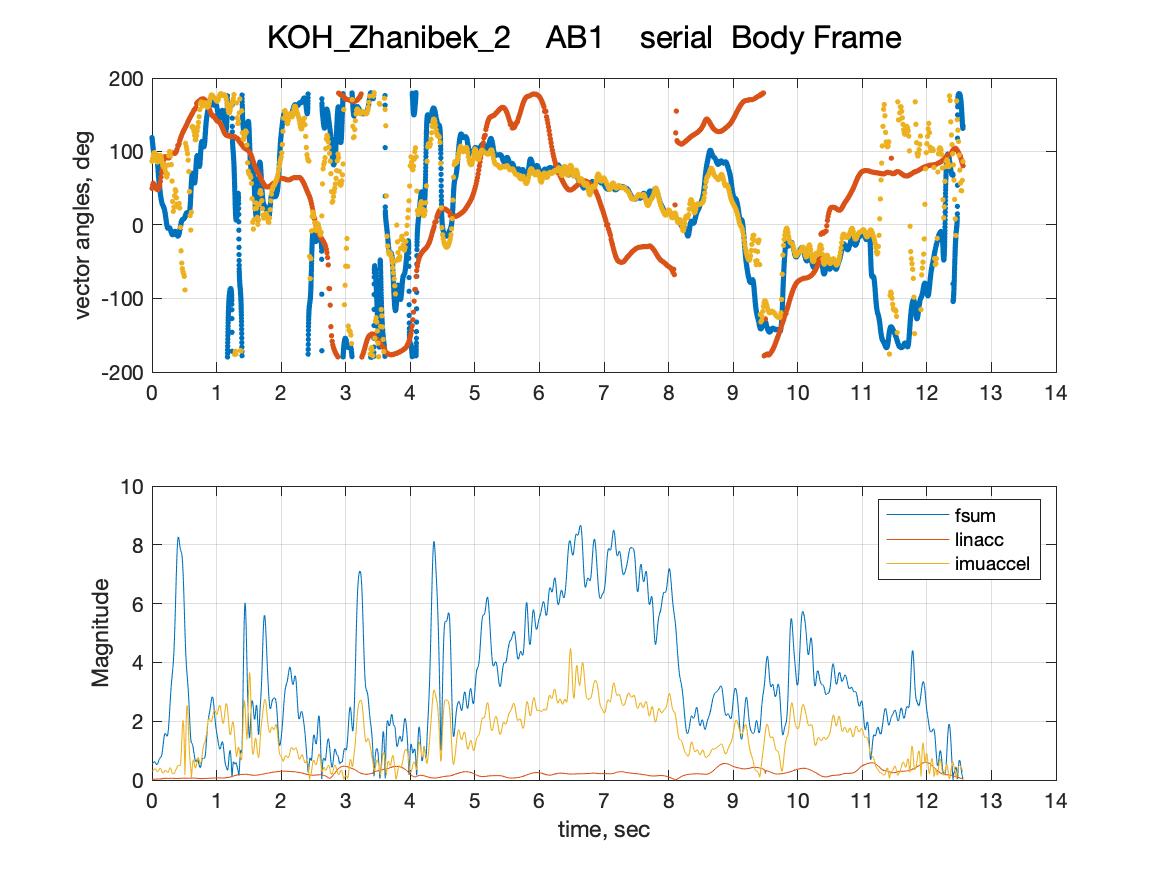 KOH_Zhanibek_2 AB1 serial Body Frame
200
100
0
-100
-200
vector angles, deg
0 1 2 3 4 5 6 7 8 9 10 11 12 13 14
10
8
6
4
2
0
Magnitude
fsum
linacc
imuaccel
0 1 2 3 4 5 6 7 8 9 10 11 12 13 14
time, sec